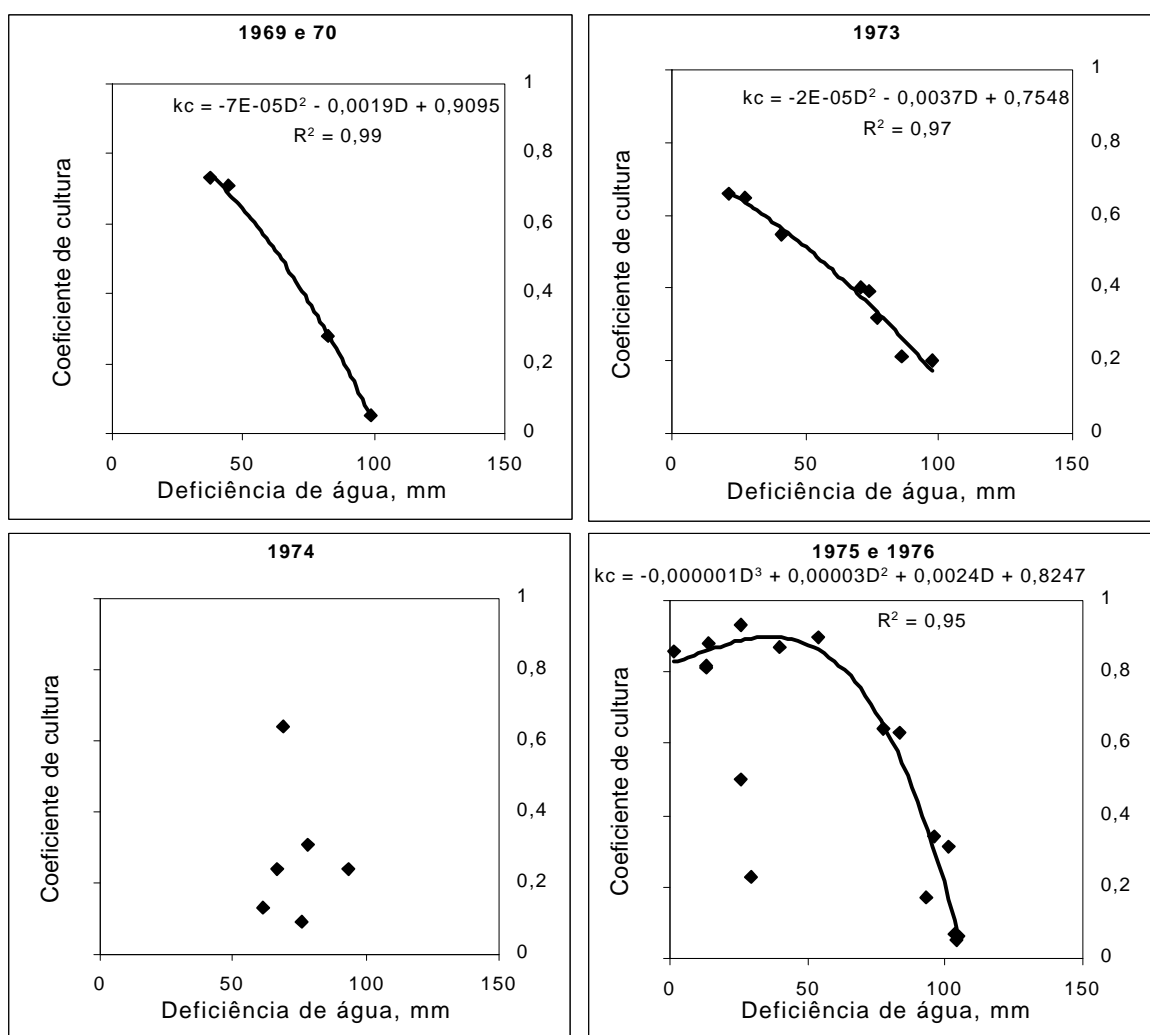 1969 e 70
kc = -7E-05D² - 0,0019D + 0,9095
R² = 0,99
1
0,8
0,6
0,4
0,2
0
Coeficiente de cultura
0 50 100 150
Deficiência de água, mm
1973
kc = -2E-05D² - 0,0037D + 0,7548
R² = 0,97
1
0,8
0,6
0,4
0,2
0
Coeficiente de cultura
0 50 100 150
Deficiência de água, mm
1974
1
0,8
0,6
0,4
0,2
0
Coeficiente de cultura
0 50 100 150
Deficiência de água, mm
1975 e 1976
kc = -0,000001D³ + 0,00003D² + 0,0024D + 0,8247
R² = 0,95
1
0,8
0,6
0,4
0,2
0
Coeficiente de cultura
0 50 100 150
Deficiência de água, mm